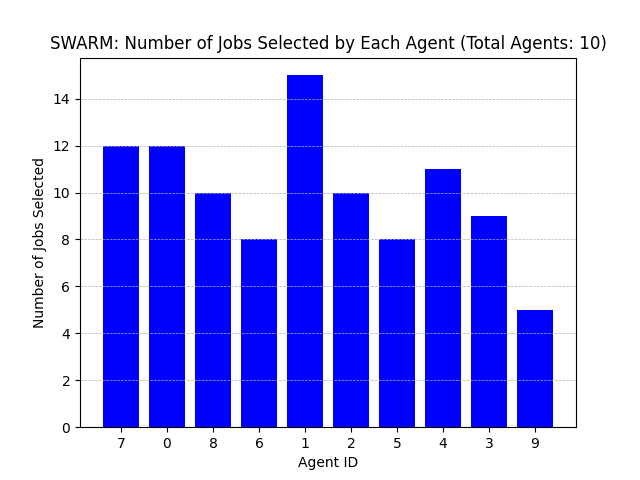 SWARM: Number of Jobs Selected by Each Agent (Total Agents: 10)
Number of Jobs Selected
14
12
10
8
6
4
2
0
7 0 8 6 1 2 5 4 3 9
Agent ID